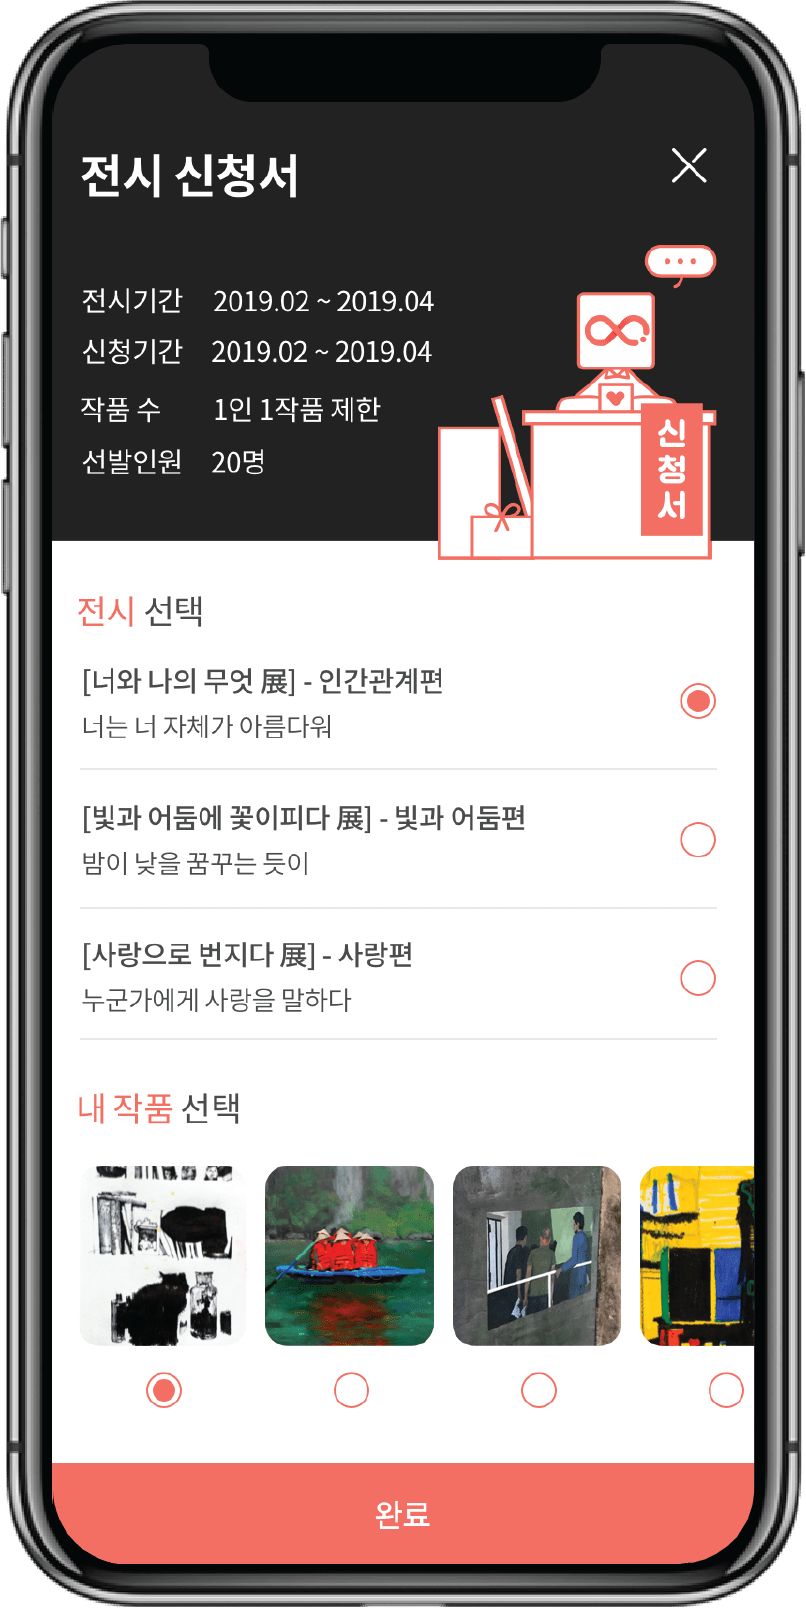 전시 신청서
전시기간 2019.02 ~ 2019.04
신청기간 2019.02 ~ 2019.04
작품 수 1인 1작품 제한
선발인원 20명
신청서
전시 선택
[너와 나의 무엇 展] - 인간관계편
너는 너 자체가 아름다워
[빛과 어둠에 꽃이피다 展] - 빛과 어둠편
밤이 낮을 꿈꾸는 듯이
[사랑으로 번지다 展] - 사랑편
누군가에게 사랑을 말하다
내 작품 선택
완료